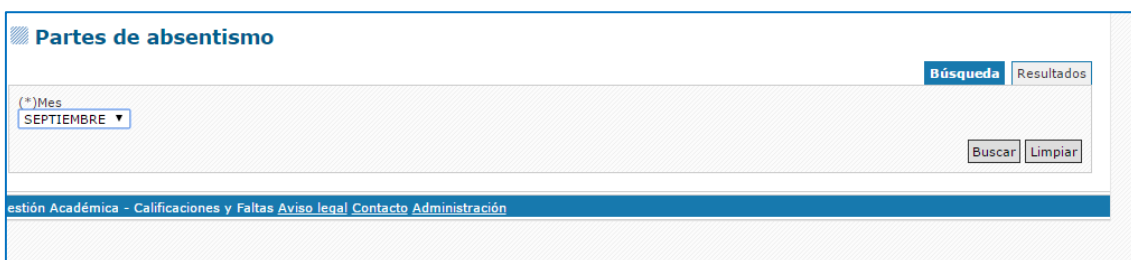 Partes de absentismo
Búsqueda Resultados
(*)Mes
SEPTIEMBRE
Buscar Limpiar
estión Académica - Calificaciones y Faltas Aviso legal Contacto Administración